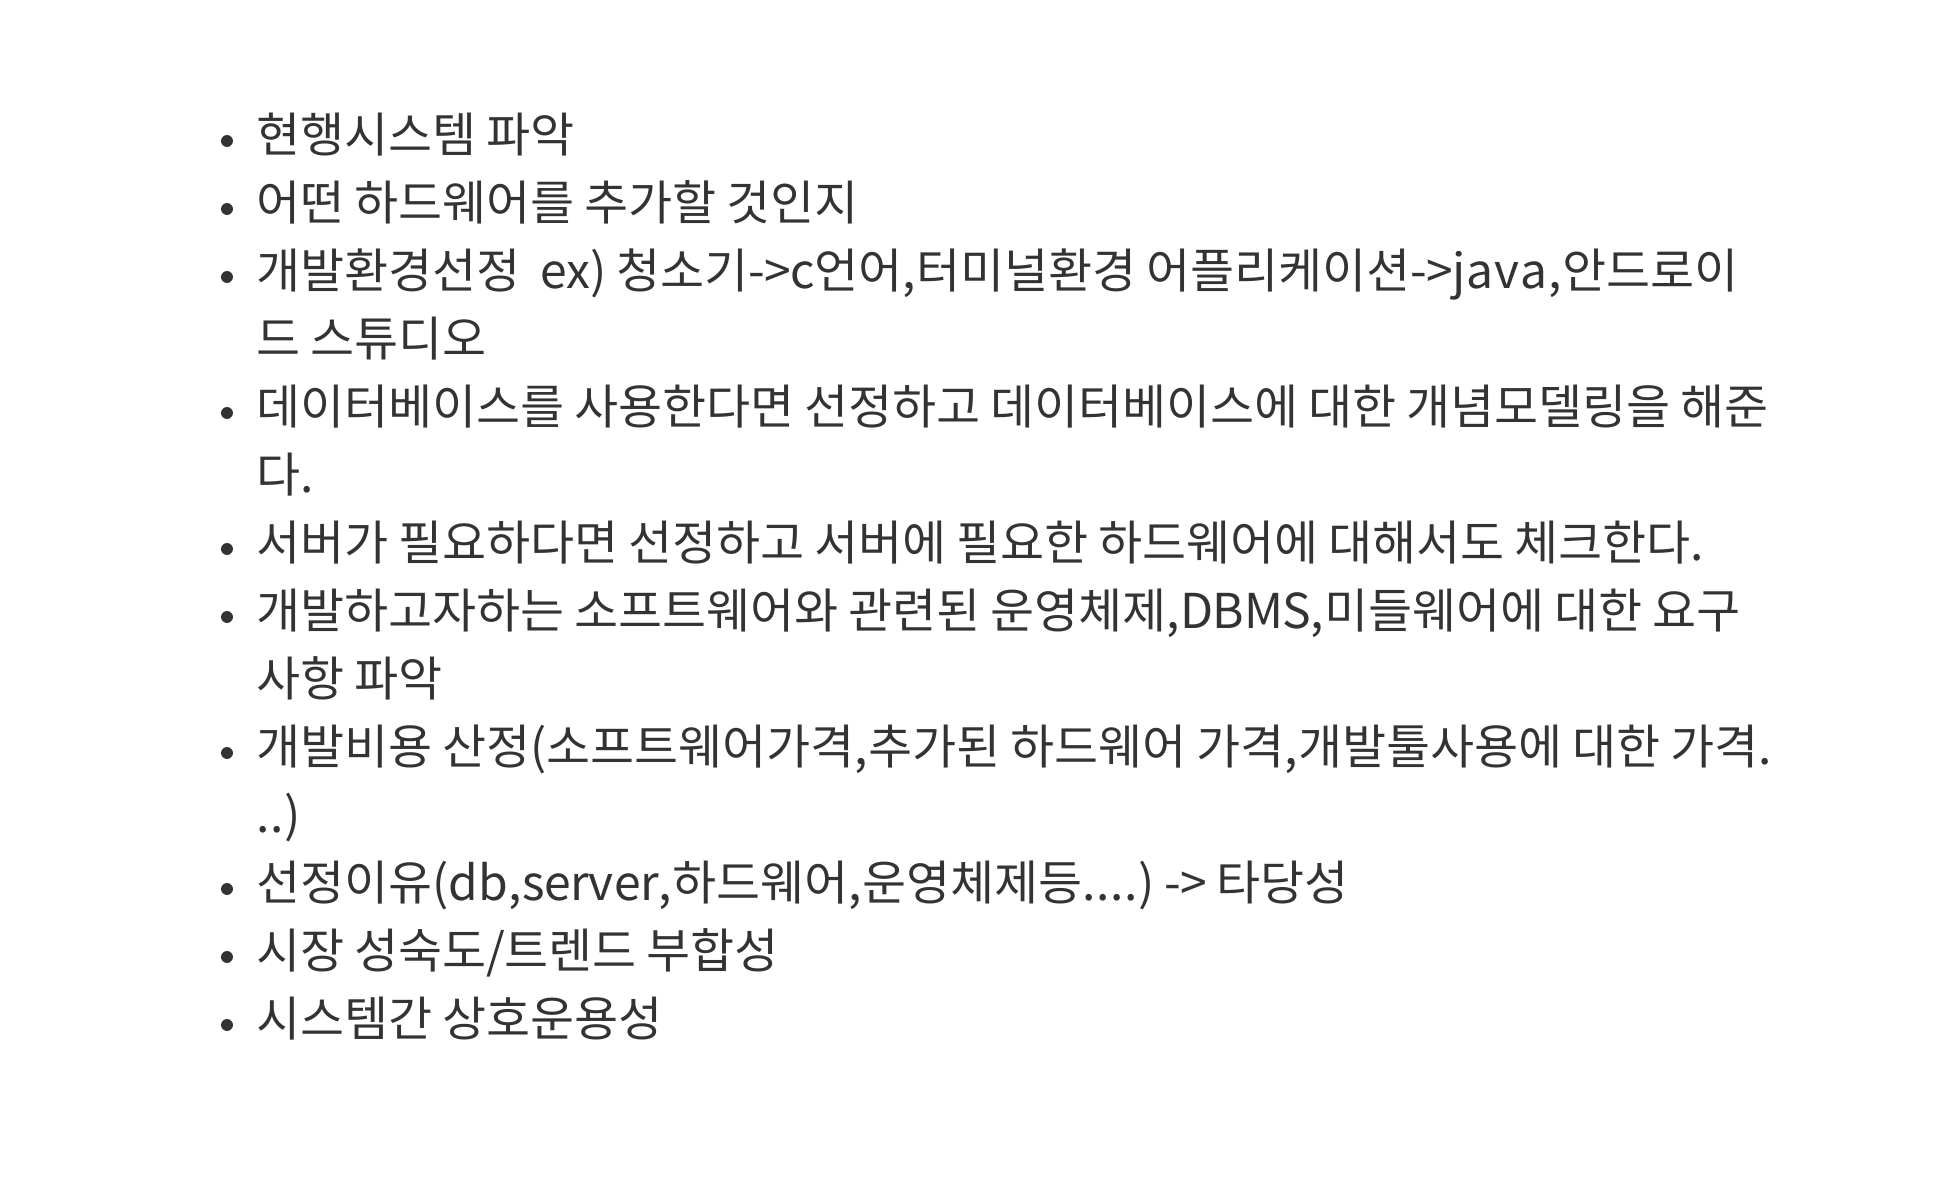 • 현행시스템 파악
• 어떤 하드웨어를 추가할 것인지
• 개발환경선정  ex) 청소기->c언어,터미널환경 어플리케이션->java,안드로이
드 스튜디오
• 데이터베이스를 사용한다면 선정하고 데이터베이스에 대한 개념모델링을 해준
다.
• 서버가 필요하다면 선정하고 서버에 필요한 하드웨어에 대해서도 체크한다.
• 개발하고자하는 소프트웨어와 관련된 운영체제,DBMS,미들웨어에 대한 요구
사항 파악
• 개발비용 산정(소프트웨어가격,추가된 하드웨어 가격,개발툴사용에 대한 가격.
..)
• 선정이유(db,server,하드웨어,운영체제등....) -> 타당성
• 시장 성숙도/트렌드 부합성
• 시스템간 상호운용성